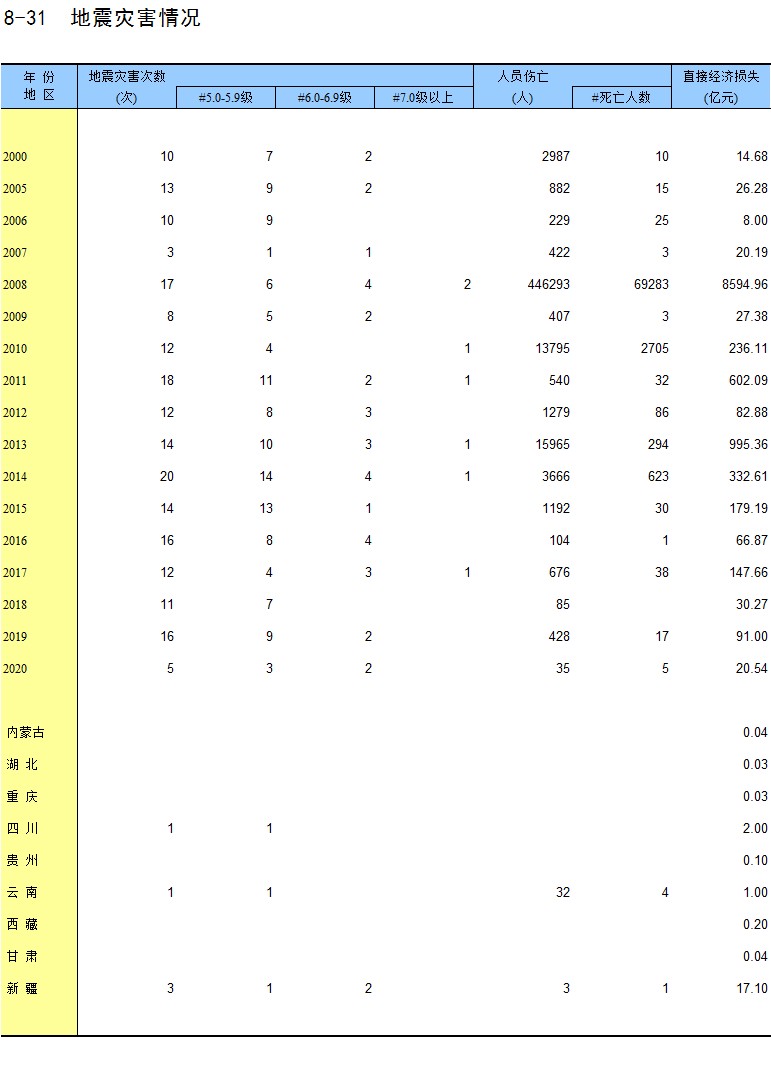 8-31 地震灾害情况
年 份 地震灾害次数 人员伤亡 直接经济损失
地 区 (次) #5.0-5.9级 #6.0-6.9级 #7.0级以上 (人) #死亡人数 (亿元)
2000 10 7 2 2987 10 14.68
2005 13 9 2 882 15 26.28
2006 10 9 229 25 8.00
2007 3 1 1 422 3 20.19
2008 17 6 4 2 446293 69283 8594.96
2009 8 5 2 407 3 27.38
2010 12 4 1 13795 2705 236.11
2011 18 11 2 1 540 32 602.09
2012 12 8 3 1279 86 82.88
2013 14 10 3 1 15965 294 995.36
2014 20 14 4 1 3666 623 332.61
2015 14 13 1 1192 30 179.19
2016 16 8 4 104 1 66.87
2017 12 4 3 1 676 38 147.66
2018 11 7 85 30.27
2019 16 9 2 428 17 91.00
2020 5 3 2 35 5 20.54
内蒙古 0.04
湖 北 0.03
重 庆 0.03
四 川 1 1 2.00
贵 州 0.10
云 南 1 1 32 4 1.00
西 藏 0.20
甘 肃 0.04
新 疆 3 1 2 3 1 17.10